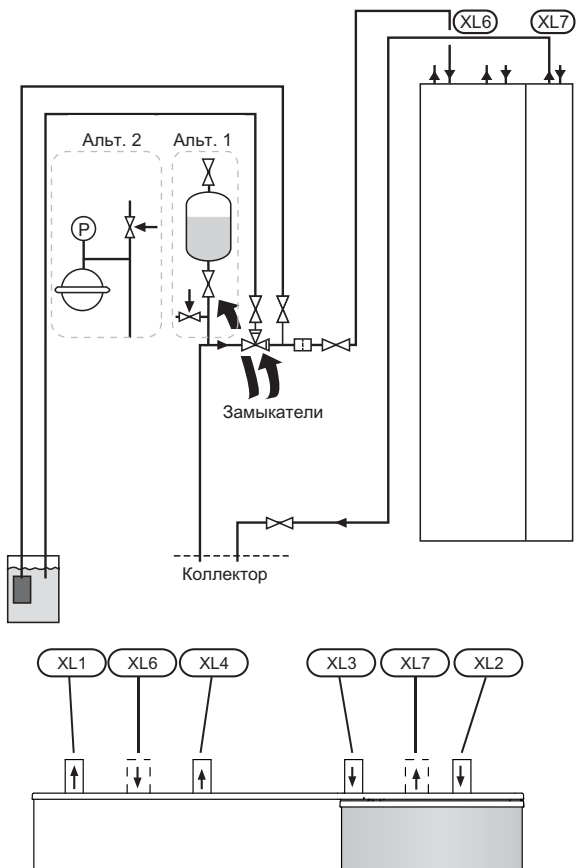 XL6 XL7
Альт. 2 Альт. 1
P
Замыкатели
Коллектор
XL1 XL6 XL4 XL3 XL7 XL2